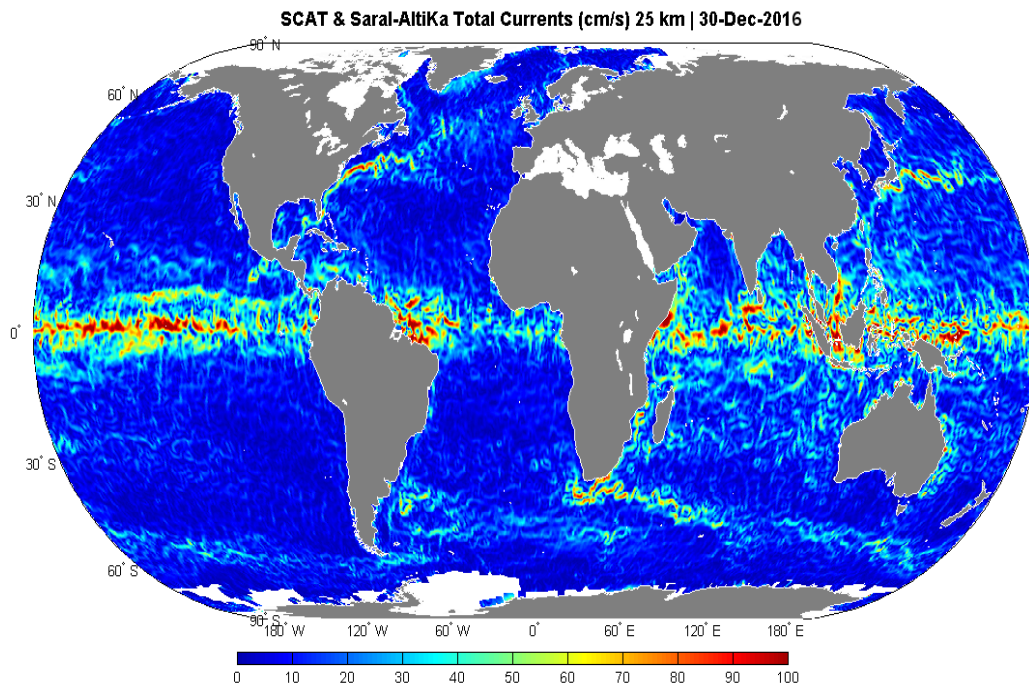 SCAT & Saral-AltiKa Total Currents (cm/s) 25 km | 30-Dec-2016
90° N
60° N
30° N
0°
30° S
60° S
90° S
180° W 120° W 60° W 0° 60° E 120° E 180° E
0 10 20 30 40 50 60 70 80 90 100